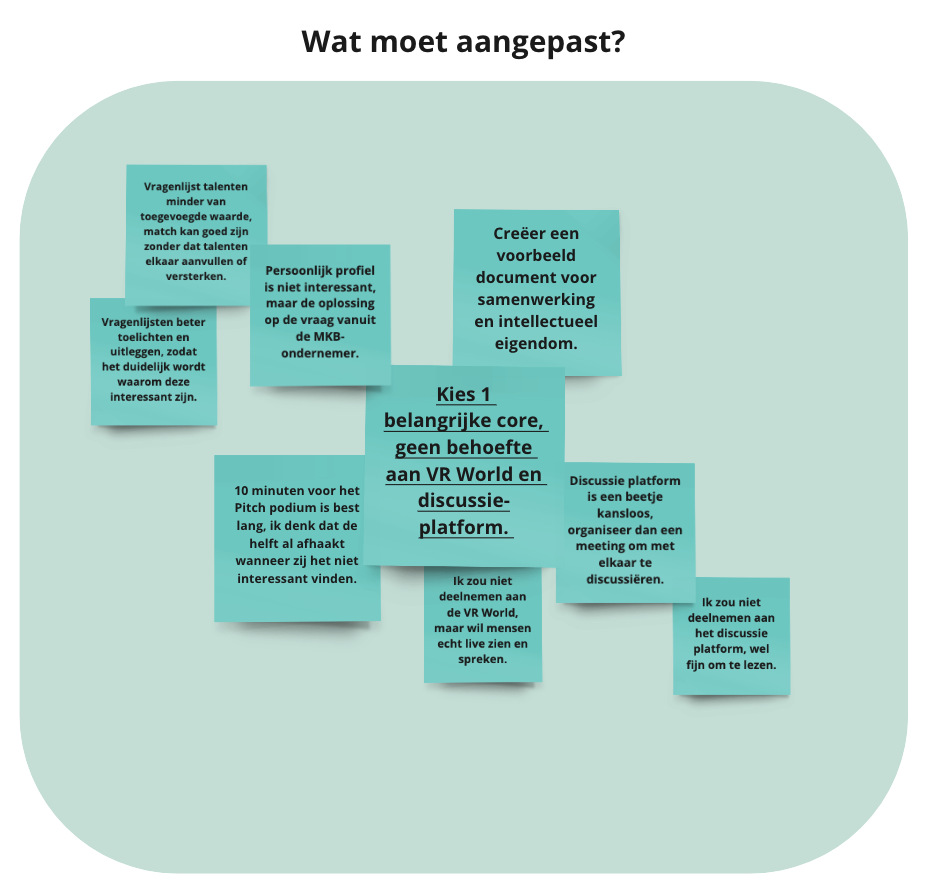 Wat moet aangepast?
Vragenlijst talenten
minder van
toegevoegde waarde,
match kan goed zijn
zonder dat talenten
elkaar aanvullen of
versterken.
Persoonlijk profiel
is niet interessant,
maar de oplossing
op de vraag vanuit
de MKB-
ondernemer.
Creëer een
voorbeeld
document voor
samenwerking
en intellectueel
eigendom.
Vragenlijsten beter
toelichten en
uitleggen, zodat
het duidelijk wordt
waarom deze
interessant zijn.
Kies 1
belangrijke core,
geen behoefte
aan VR World en
discussie-
platform.
10 minuten voor het
Pitch podium is best
lang, ik denk dat de
helft al afhaakt
wanneer zij het niet
interessant vinden.
Discussie platform
is een beetje
kansloos,
organiseer dan een
meeting om met
elkaar te
discussiëren.
Ik zou niet
deelnemen aan
de VR World,
maar wil mensen
echt live zien en
spreken.
Ik zou niet
deelnemen aan
het discussie
platform, wel
fijn om te lezen.